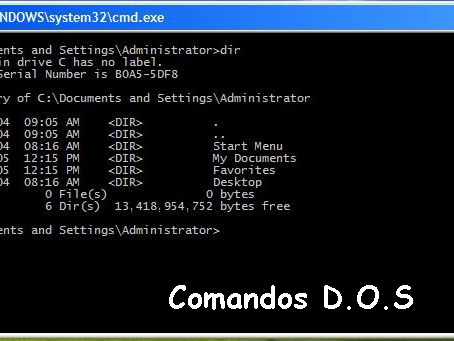 NDOWS\system32\cmd.exe
ents and Settings\Administrator>dir
in drive C has no label.
Serial Number is B0A5-5DF8
ry of C:\Documents and Settings\Administrator
04 09:05 AM <DIR> .
04 09:05 AM <DIR> ..
04 08:16 AM <DIR> Start Menu
05 12:15 PM <DIR> My Documents
05 12:15 PM <DIR> Favorites
04 08:16 AM <DIR> Desktop
0 File(s) 0 bytes
6 Dir(s) 13,418,954,752 bytes free
ents and Settings\Administrator>
Comandos D.O.S